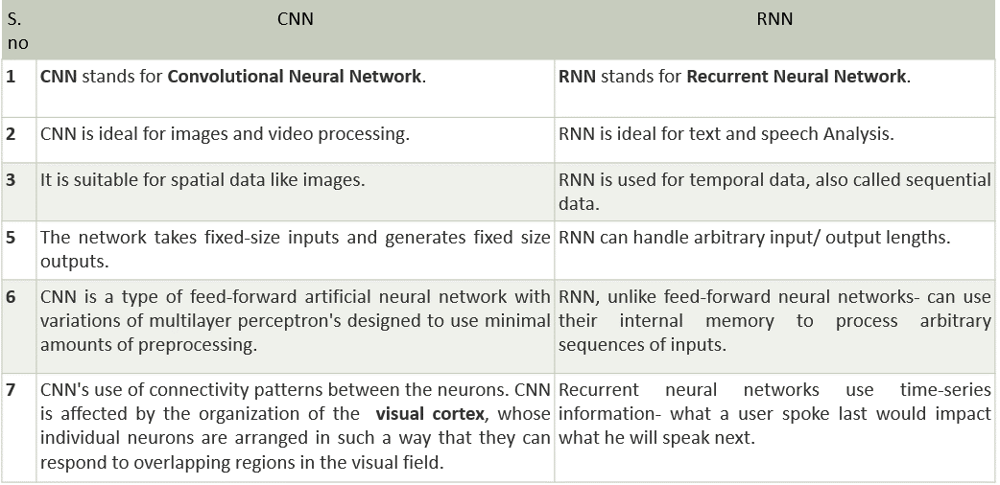 S. no CNN RNN
1 CNN stands for Convolutional Neural Network. RNN stands for Recurrent Neural Network.
2 CNN is ideal for images and video processing. RNN is ideal for text and speech Analysis.
3 It is suitable for spatial data like images. RNN is used for temporal data, also called sequential
data.
5 The network takes fixed-size inputs and generates fixed size
outputs.
RNN can handle arbitrary input/ output lengths.
6 CNN is a type of feed-forward artificial neural network with
variations of multilayer perceptron's designed to use minimal
amounts of preprocessing.
RNN, unlike feed-forward neural networks- can use
their internal memory to process arbitrary
sequences of inputs.
7 CNN's use of connectivity patterns between the neurons. CNN
is affected by the organization of the visual cortex, whose
individual neurons are arranged in such a way that they can
respond to overlapping regions in the visual field.
Recurrent neural networks use time-series
information- what a user spoke last would impact
what he will speak next.